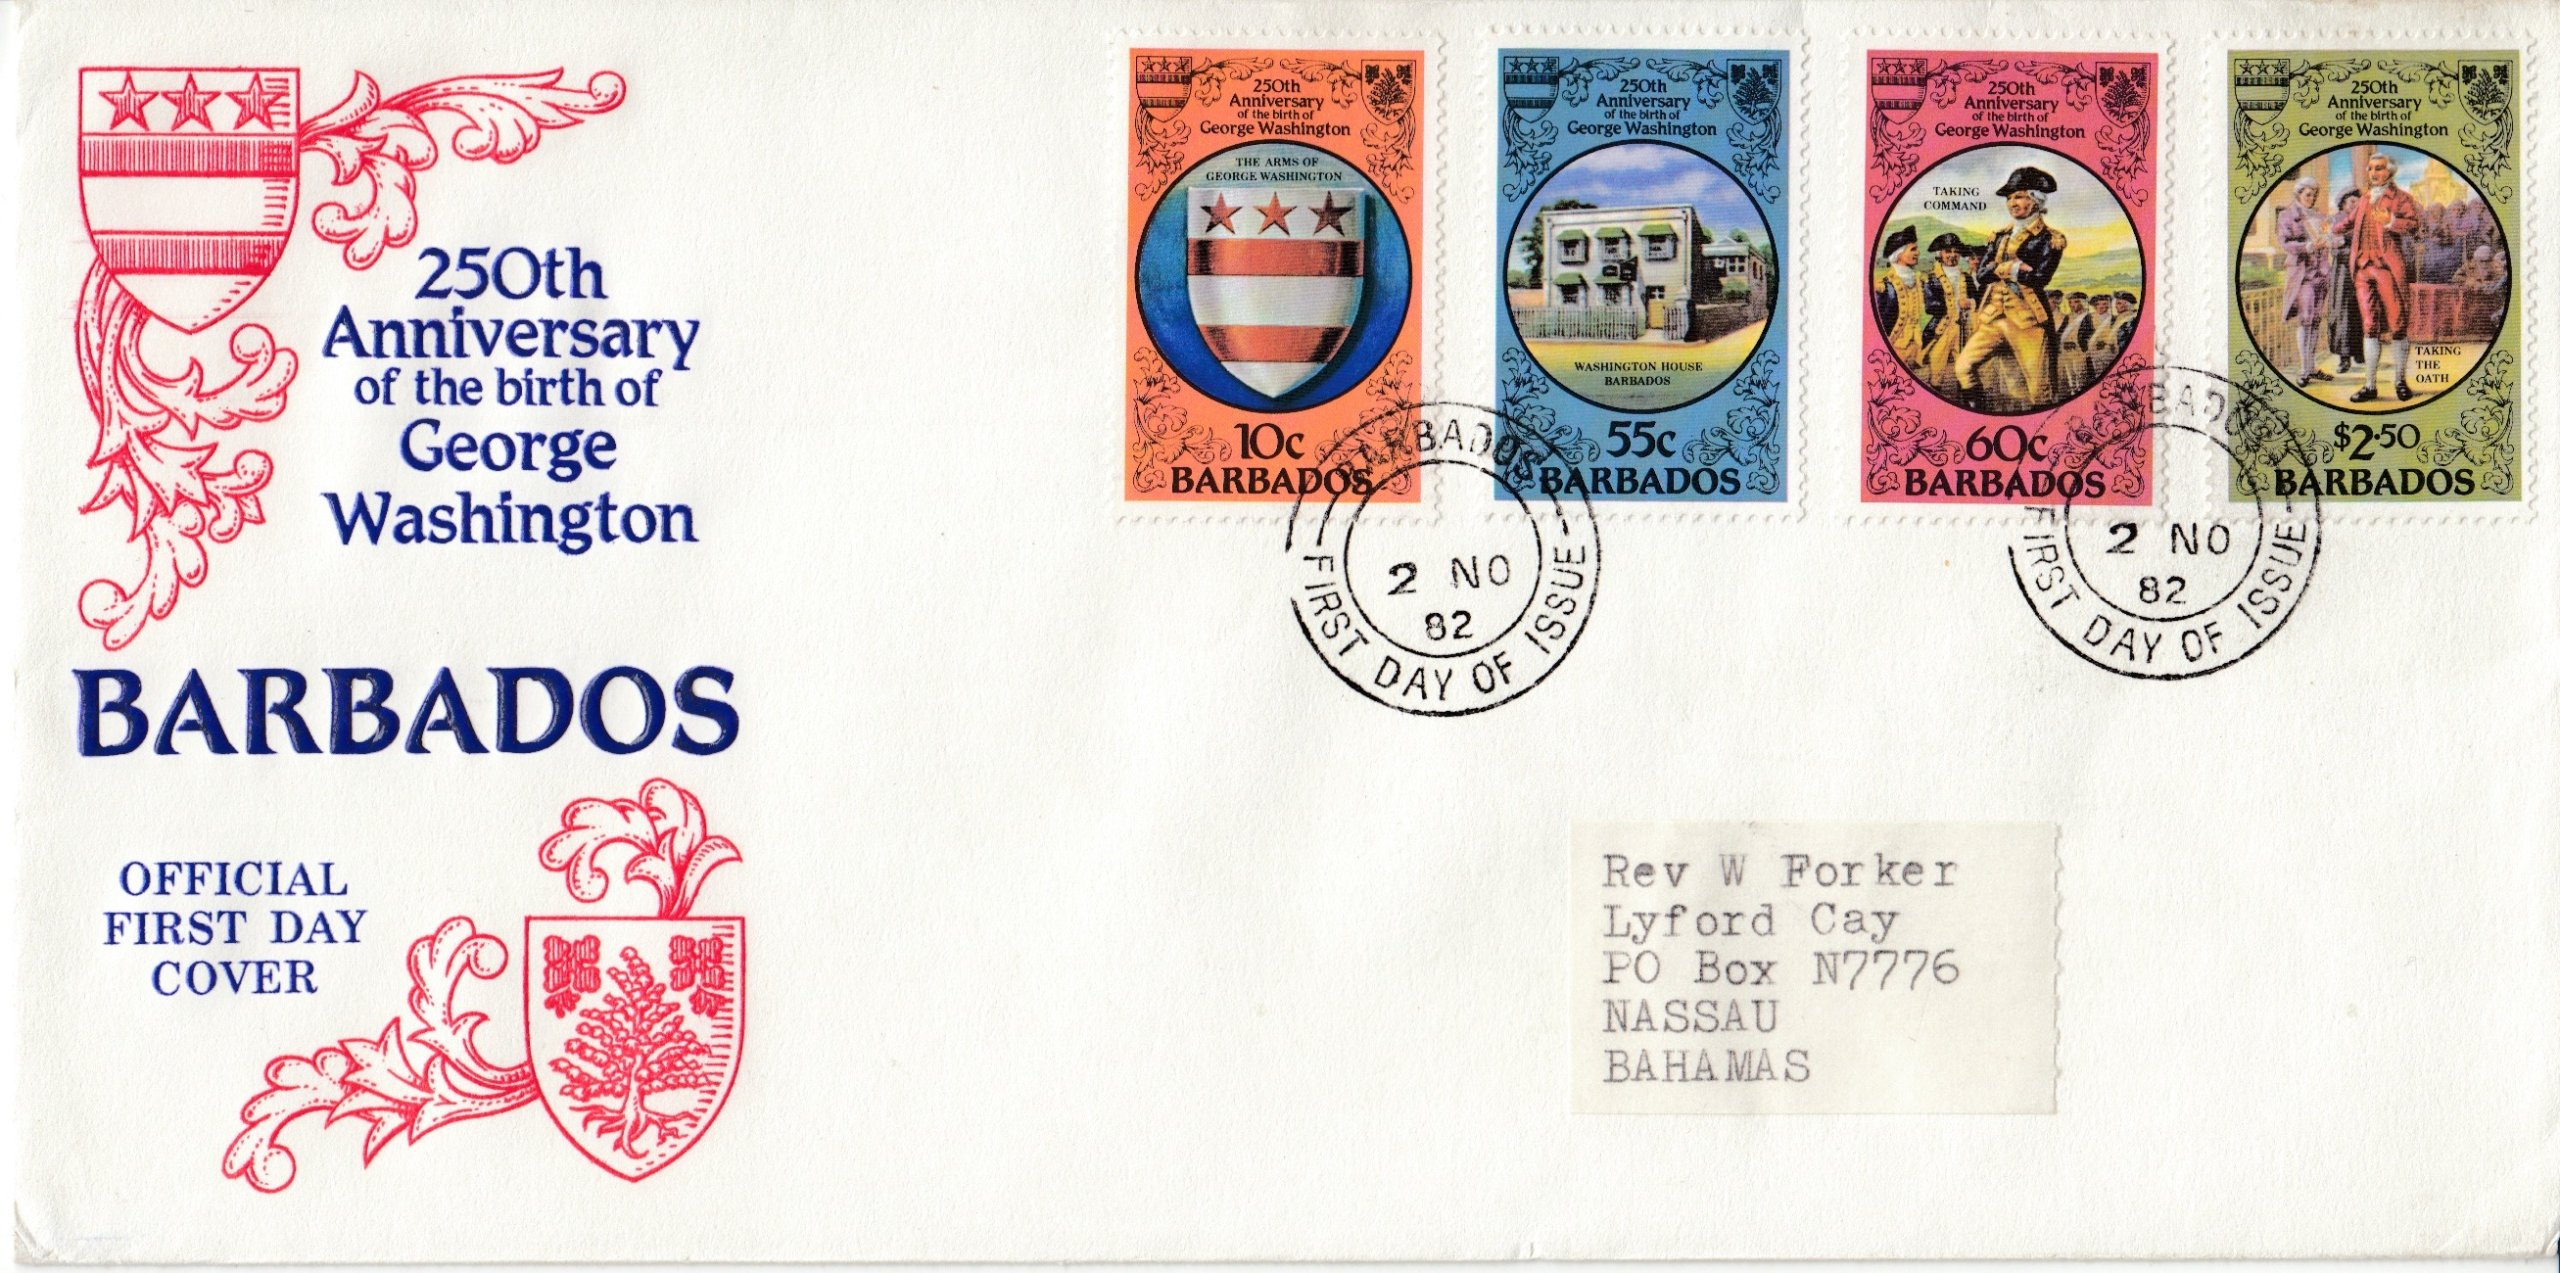 250th
Anniversary
of the birth of
George
Washington
BARBADOS
OFFICIAL
FIRST DAY
COVER
250th
Anniversary
of the birth of
George Washington
THE ARMS OF
GEORGE WASHINGTON
10c
BARBADOS
250th
Anniversary
of the birth of
George Washington
WASHINGTON HOUSE
BARBADOS
55c
BARBADOS
250th
Anniversary
of the birth of
George Washington
TAKING
COMMAND
60c
BARBADOS
250th
Anniversary
of the birth of
George Washington
TAKING
THE
OATH
$2·50
BARBADOS
BARBADOS
2 NO
82
FIRST DAY OF ISSUE
BARBADOS
2 NO
82
FIRST DAY OF ISSUE
Rev W Forker
Lyford Cay
PO Box N7776
NASSAU
BAHAMAS